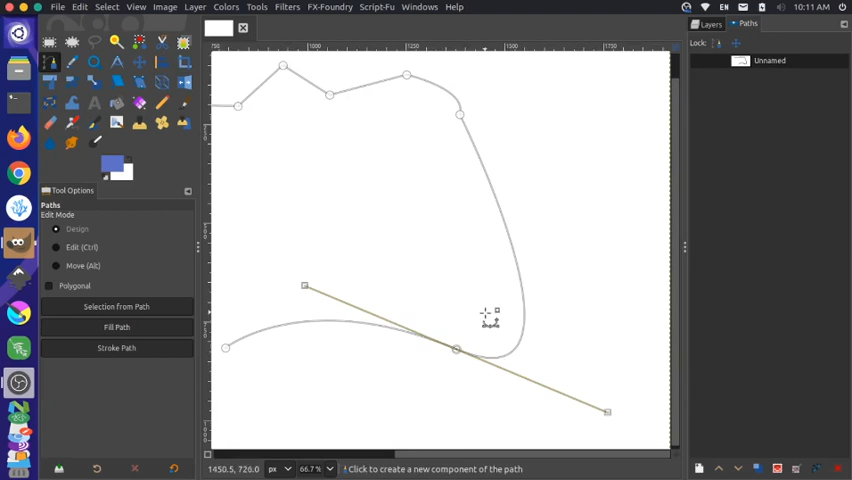 File Edit Select View Image Layer Colors Tools Filters FX-Foundry Script-Fu Windows Help
EN
10:11 AM
Layers Paths
Lock:
Unnamed
1000 1250 1500 1750
Tool Options
Paths
Edit Mode
Design
Edit (Ctrl)
Move (Alt)
Polygonal
Selection from Path
Fill Path
Stroke Path
1450.5, 726.0 px 66.7% Click to create a new component of the path